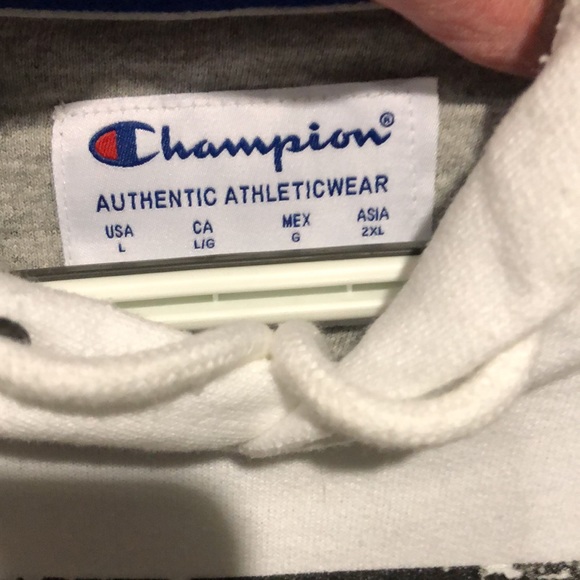 Champion®
AUTHENTIC ATHLETICWEAR
USA CA MEX ASIA
L L/G G 2XL